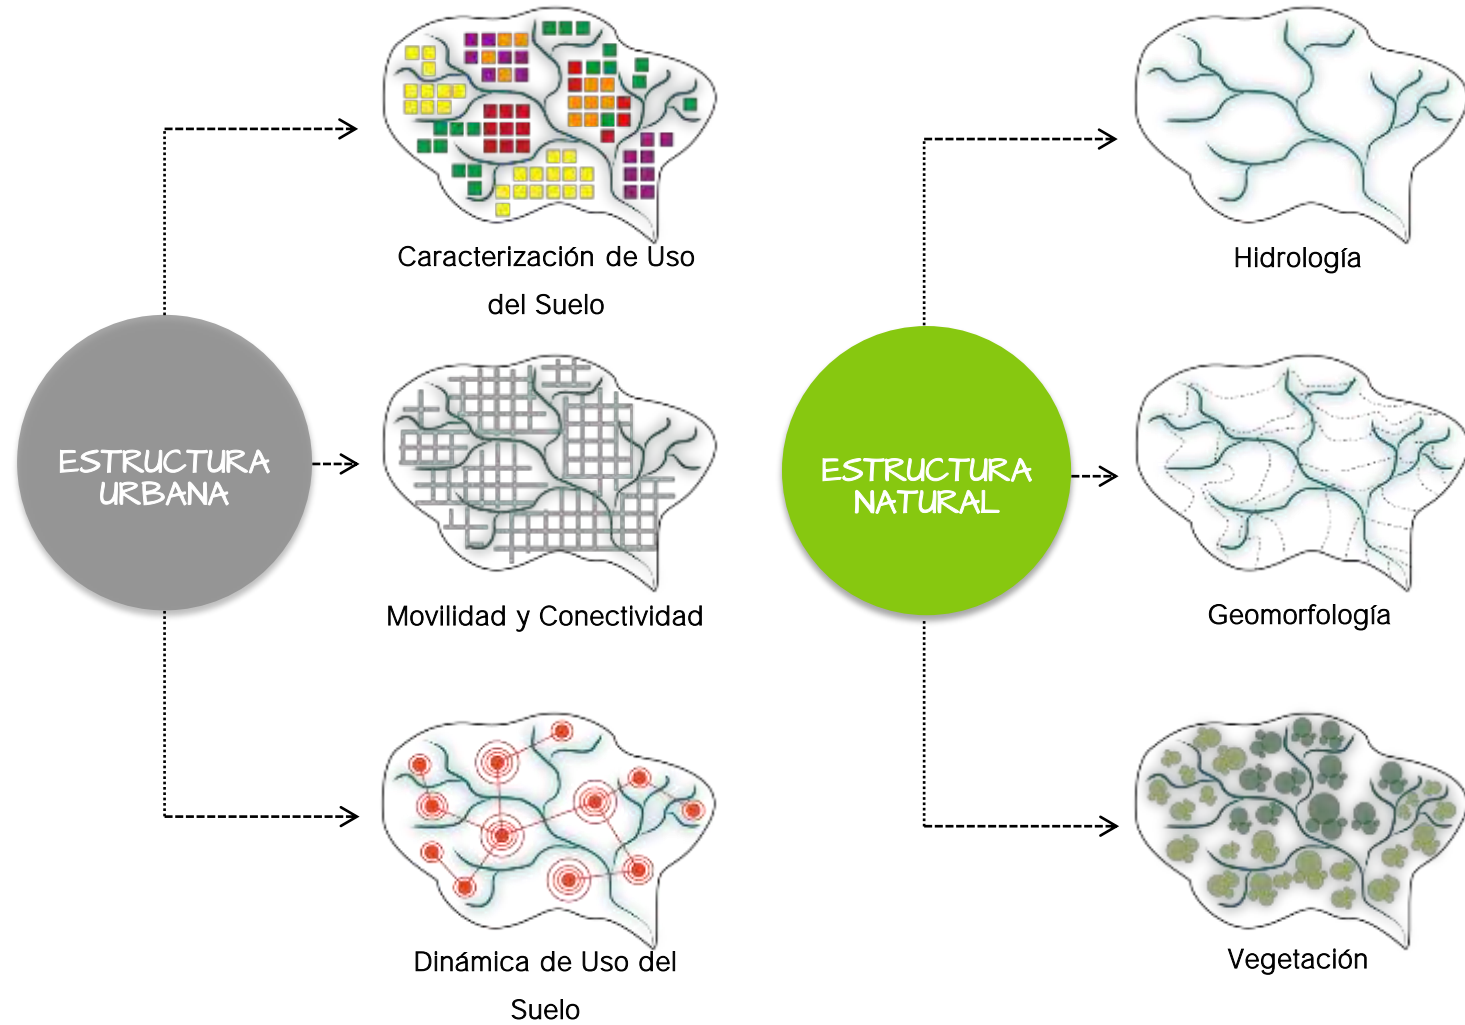 ESTRUCTURA
URBANA
Caracterización de Uso
del Suelo
Movilidad y Conectividad
Dinámica de Uso del
Suelo
ESTRUCTURA
NATURAL
Hidrología
Geomorfología
Vegetación